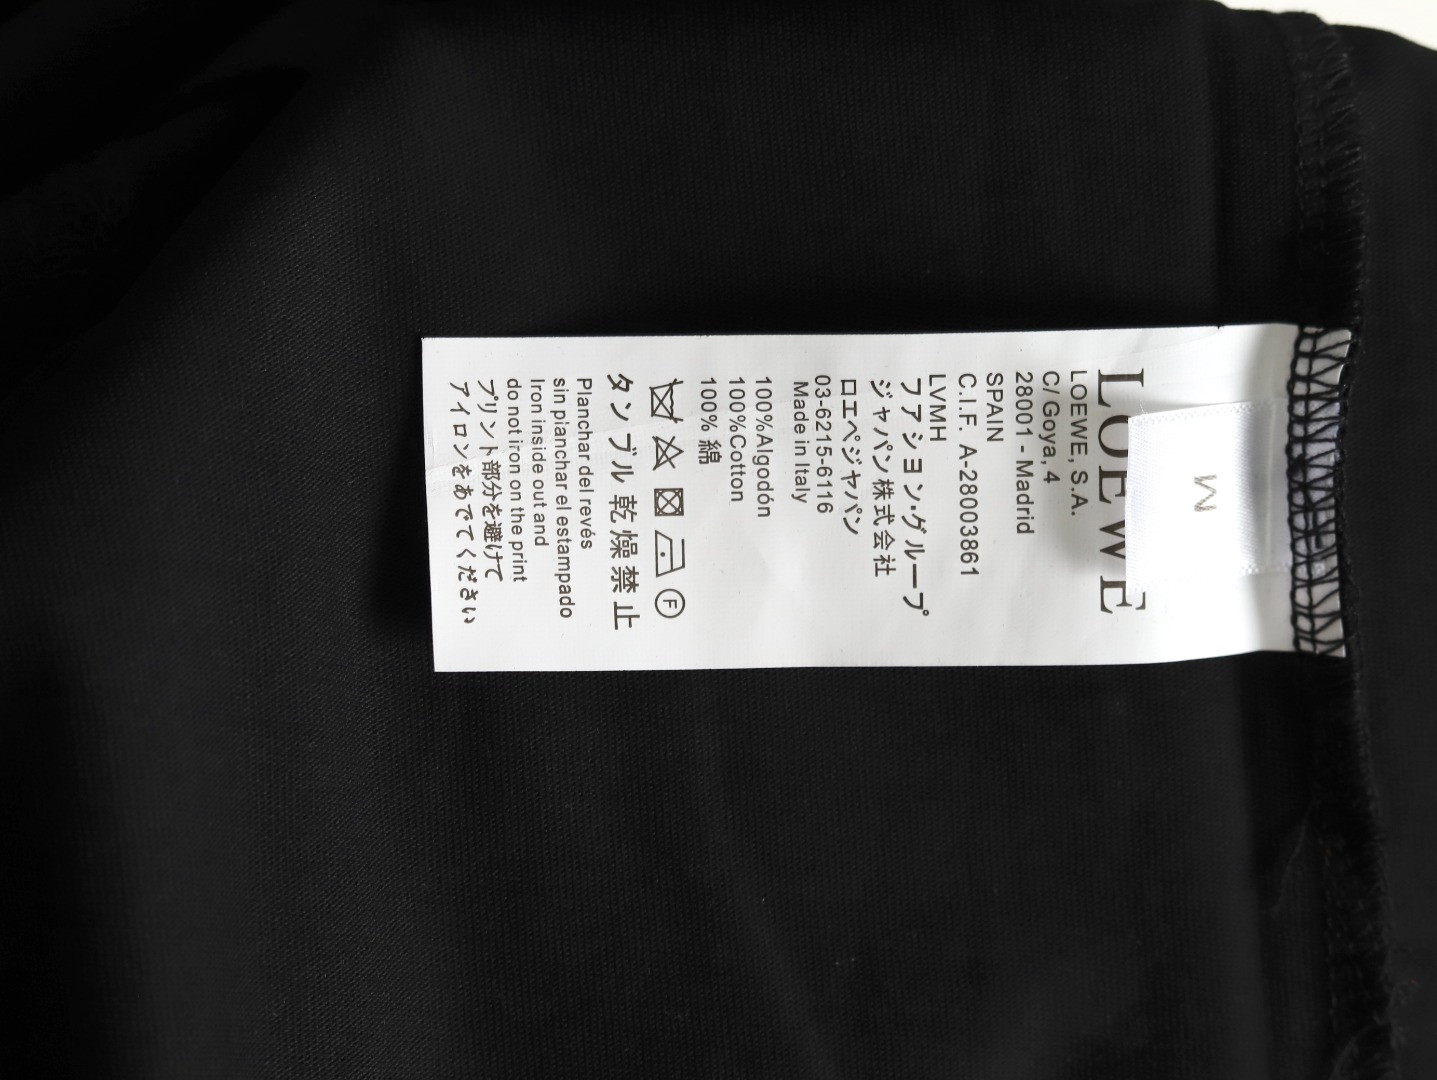 LOEWE
M
LOEWE, S.A.
C/ Goya, 4
28001 - Madrid
SPAIN
C.I.F. A-28003861
LVMH
ファション・グループ
ジャパン株式会社
ロエベジャパン
03-6215-6116
Made in Italy
100%Algodón
100%Cotton
100% 綿
F
タンブル 乾燥禁止
Planchar del revés
sin planchar el estampado
Iron inside out and
do not iron on the print
プリント部分を避けて
アイロンをあでてください